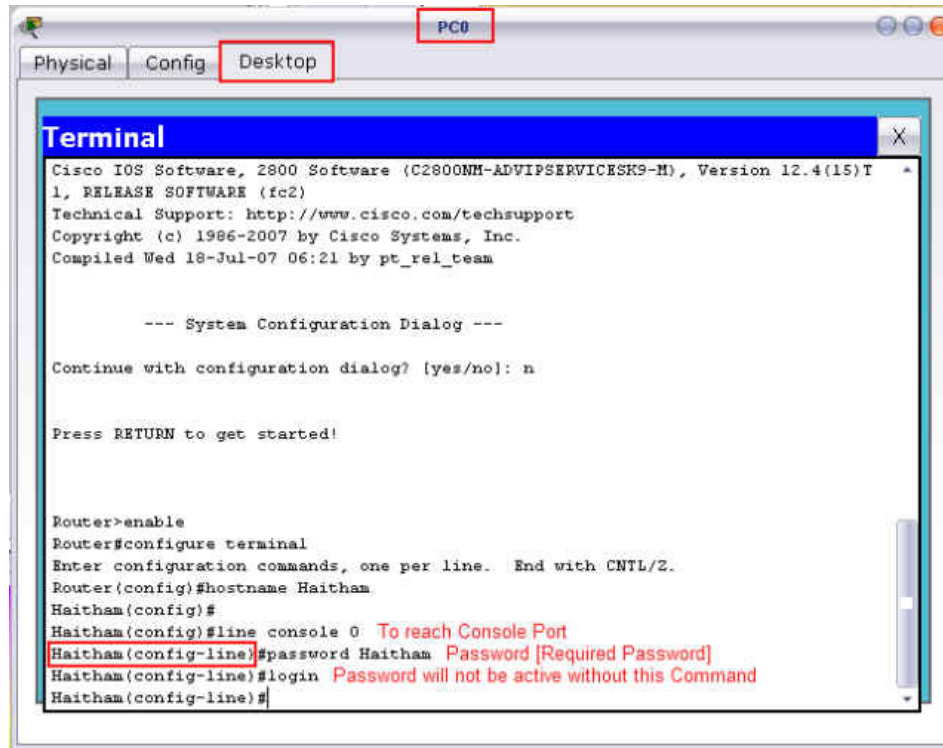 PC0
Physical Config Desktop
Terminal X
Cisco IOS Software, 2800 Software (C2800NM-ADVIPSERVICESK9-M), Version 12.4(15)T
1, RELEASE SOFTWARE (fc2)
Technical Support: http://www.cisco.com/techsupport
Copyright (c) 1986-2007 by Cisco Systems, Inc.
Compiled Wed 18-Jul-07 06:21 by pt_rel_team
--- System Configuration Dialog ---
Continue with configuration dialog? [yes/no]: n
Press RETURN to get started!
Router>enable
Router#configure terminal
Enter configuration commands, one per line.  End with CNTL/Z.
Router(config)#hostname Haitham
Haitham(config)#
Haitham(config)#line console 0 To reach Console Port
Haitham(config-line)#password Haitham Password [Required Password]
Haitham(config-line)#login Password will not be active without this Command
Haitham(config-line)#